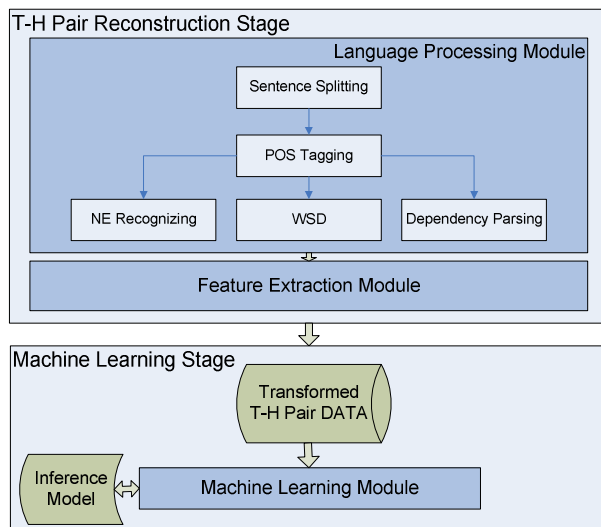 T-H Pair Reconstruction Stage
Language Processing Module
Sentence Splitting
POS Tagging
NE Recognizing
WSD
Dependency Parsing
Feature Extraction Module
Machine Learning Stage
Transformed
T-H Pair DATA
Inference
Model
Machine Learning Module